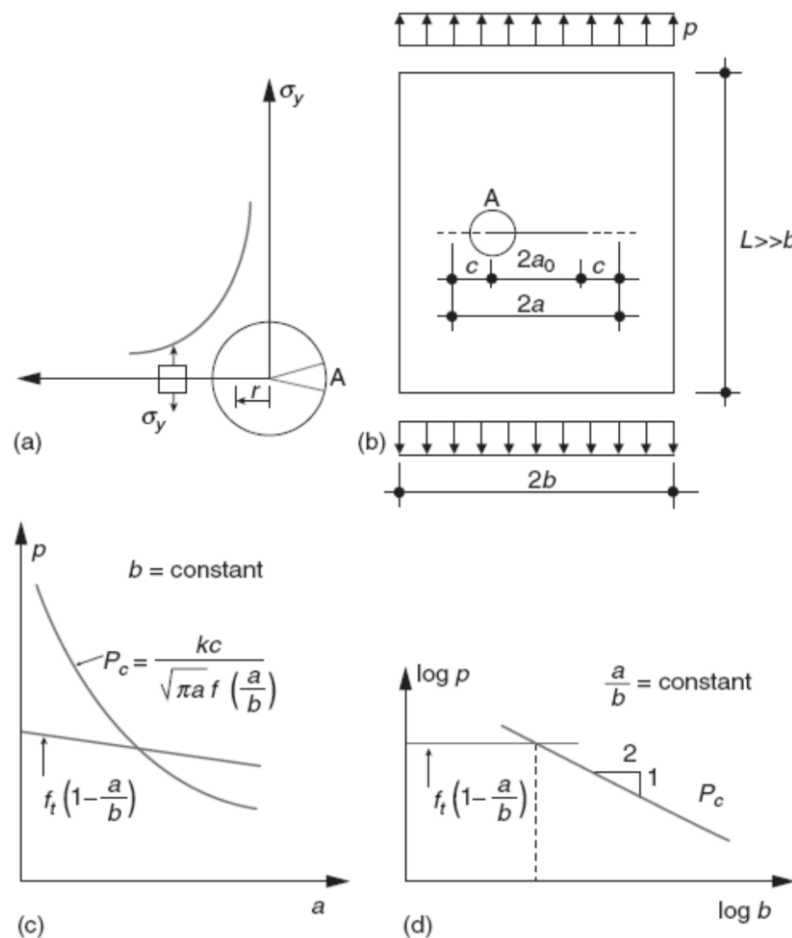 σy
A
r
σy
(a)
p
A
c
2a0
c
2a
L>>b
(b)
2b
p
b = constant
Pc = kc / √πa f (a/b)
ft (1− a/b)
a
(c)
log p
a/b = constant
2
1
ft (1− a/b)
Pc
log b
(d)